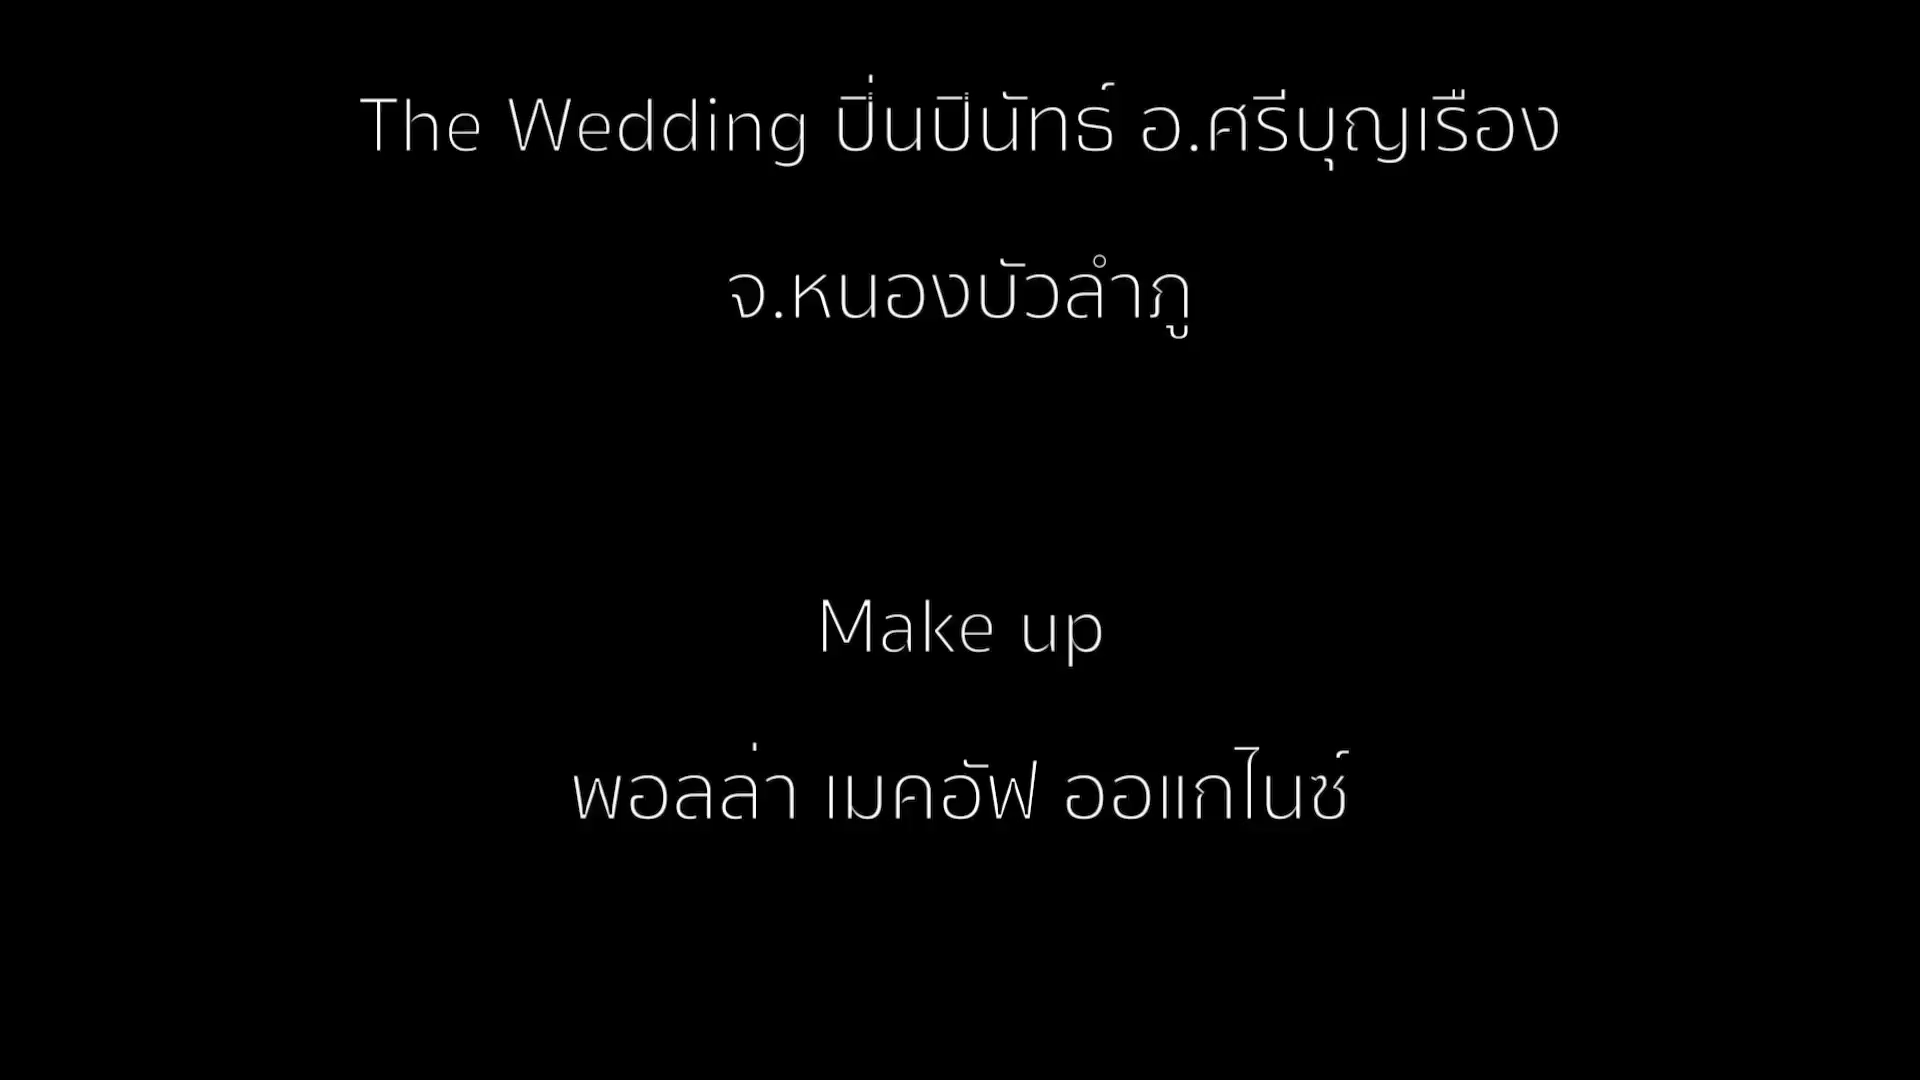 The Wedding ปิ่นปินัทธ์ อ.ศรีบุญเรือง
จ.หนองบัวลำภู
Make up
พอลล่า เมคอัฟ ออแกไนซ์